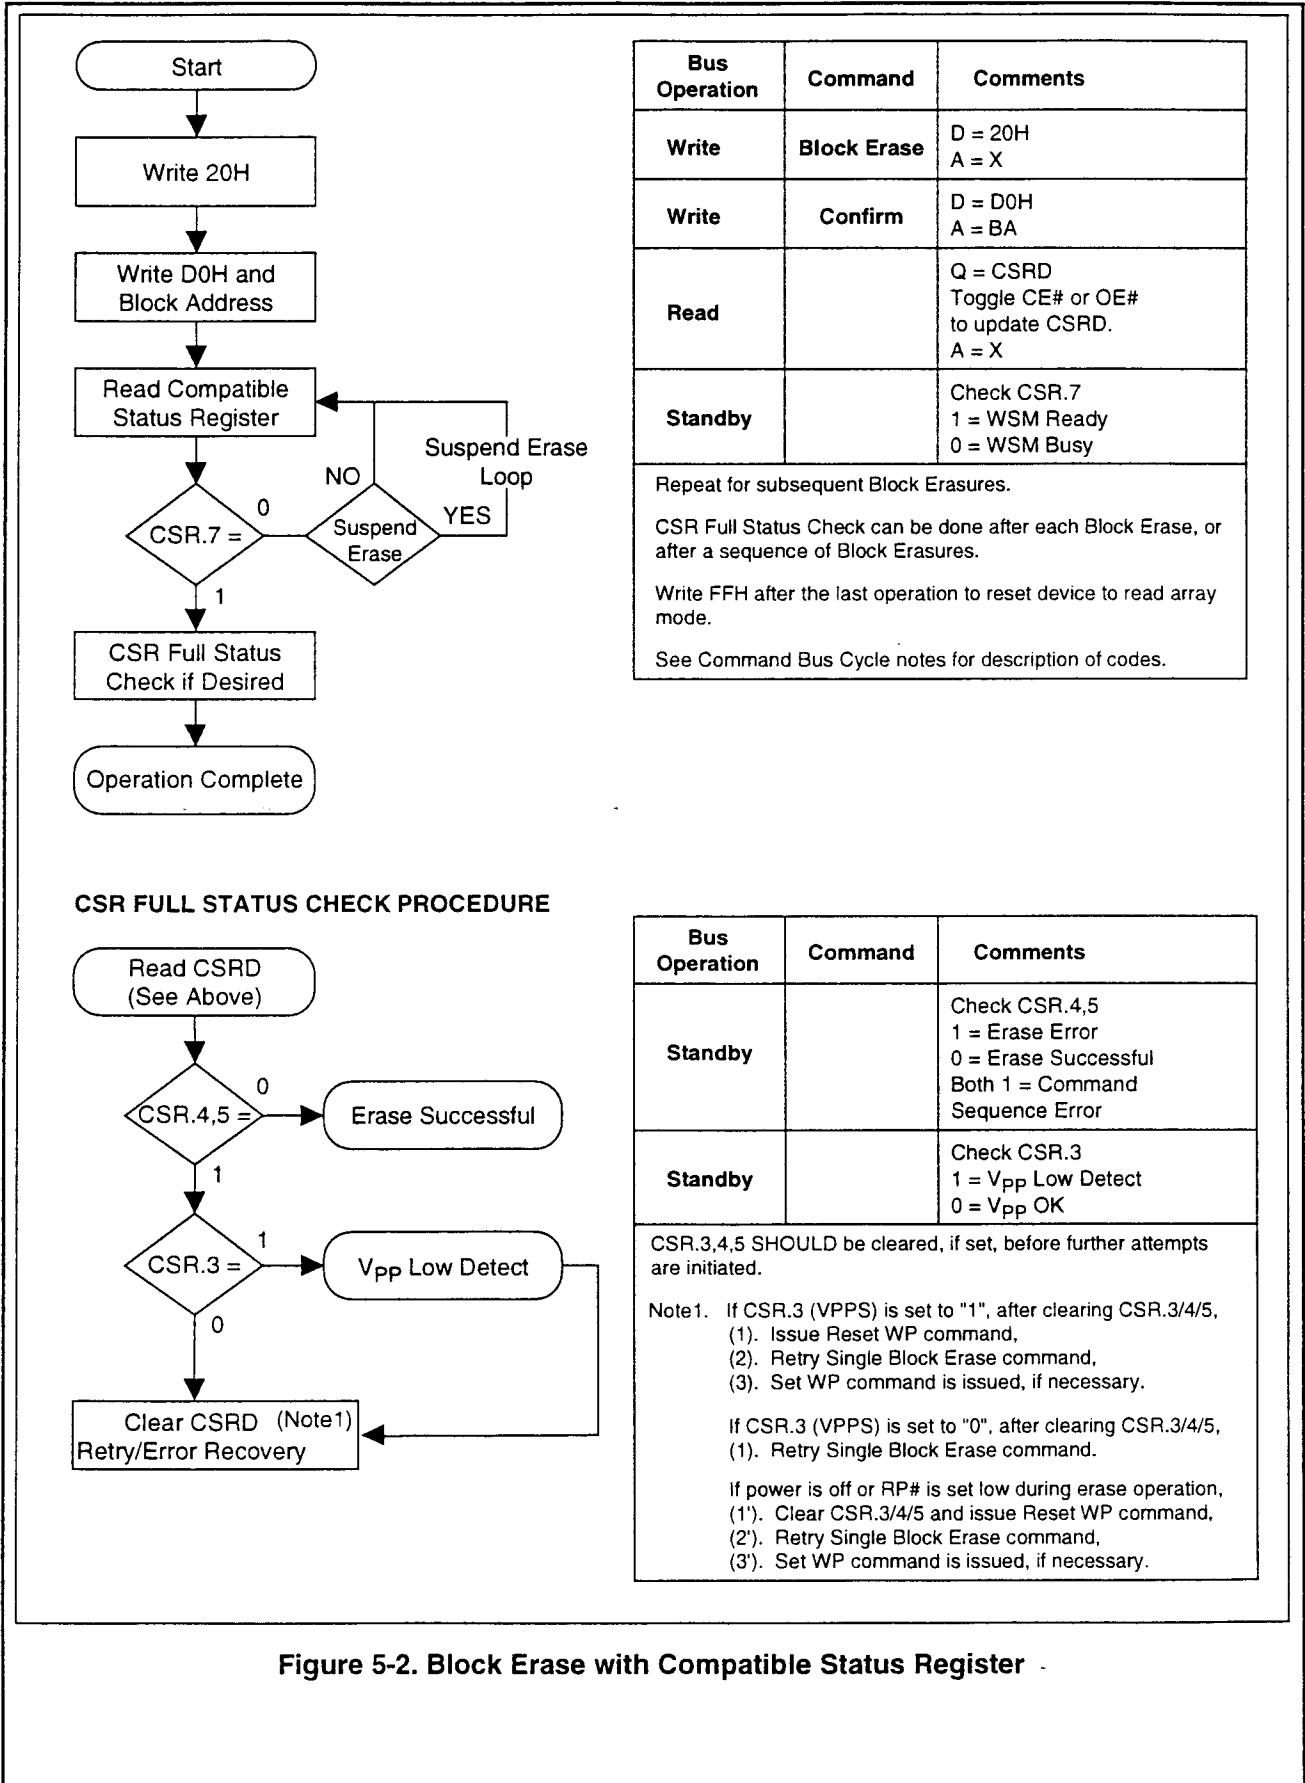 Start
Write 20H
Write D0H and
Block Address
Read Compatible
Status Register
Suspend Erase
Loop
NO
0
CSR.7 =
Suspend
Erase
YES
1
CSR Full Status
Check if Desired
Operation Complete
Bus
Operation
Command
Comments
Write
Block Erase
D = 20H
A = X
Write
Confirm
D = D0H
A = BA
Read
Q = CSRD
Toggle CE# or OE#
to update CSRD.
A = X
Standby
Check CSR.7
1 = WSM Ready
0 = WSM Busy
Repeat for subsequent Block Erasures.
CSR Full Status Check can be done after each Block Erase, or
after a sequence of Block Erasures.
Write FFH after the last operation to reset device to read array
mode.
See Command Bus Cycle notes for description of codes.
CSR FULL STATUS CHECK PROCEDURE
Read CSRD
(See Above)
0
CSR.4,5 =
Erase Successful
1
1
CSR.3 =
VPP Low Detect
0
Clear CSRD (Note1)
Retry/Error Recovery
Bus
Operation
Command
Comments
Standby
Check CSR.4,5
1 = Erase Error
0 = Erase Successful
Both 1 = Command
Sequence Error
Standby
Check CSR.3
1 = VPP Low Detect
0 = VPP OK
CSR.3,4,5 SHOULD be cleared, if set, before further attempts
are initiated.
Note1. If CSR.3 (VPPS) is set to "1", after clearing CSR.3/4/5,
(1). Issue Reset WP command,
(2). Retry Single Block Erase command,
(3). Set WP command is issued, if necessary.
If CSR.3 (VPPS) is set to "0", after clearing CSR.3/4/5,
(1). Retry Single Block Erase command.
If power is off or RP# is set low during erase operation,
(1'). Clear CSR.3/4/5 and issue Reset WP command,
(2'). Retry Single Block Erase command,
(3'). Set WP command is issued, if necessary.
Figure 5-2. Block Erase with Compatible Status Register